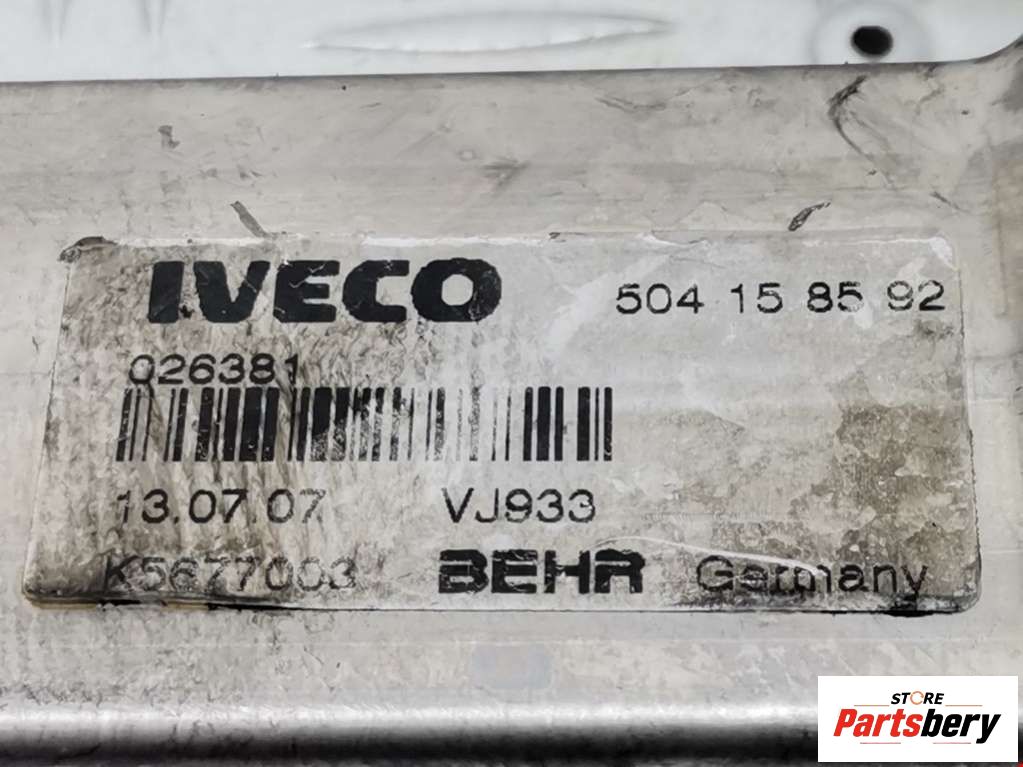 IVECO 504 15 85 92
026381
13.07 07 VJ933
K5677003 BEHR Germany
STORE
Partsbery